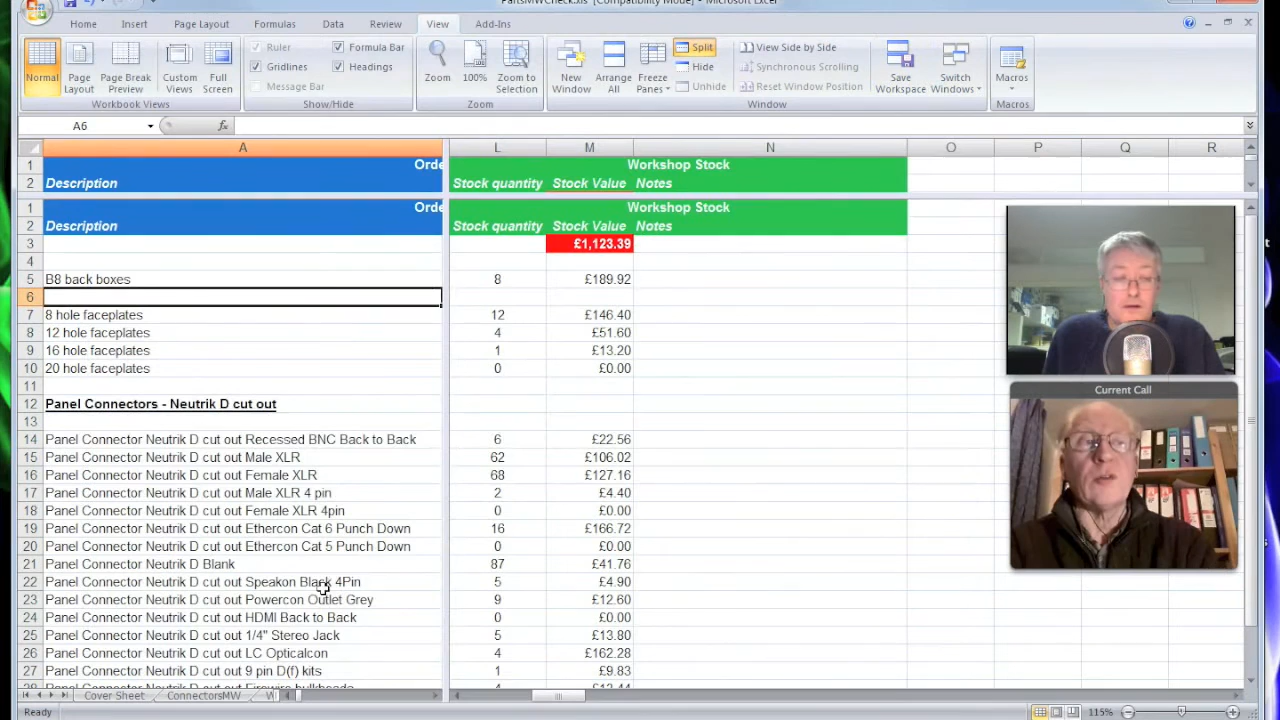 PartsMWCheck.xls [Compatibility Mode] - Microsoft Excel
Home Insert Page Layout Formulas Data Review View Add-Ins
Normal
Page Layout
Page Break Preview
Custom Views
Full Screen
Workbook Views
Ruler
Gridlines
Message Bar
Formula Bar
Headings
Show/Hide
Zoom
100%
Zoom to Selection
Zoom
New Window
Arrange All
Freeze Panes
Split
Hide
Unhide
View Side by Side
Synchronous Scrolling
Reset Window Position
Save Workspace
Switch Windows
Window
Macros
Macros
A6 fx
A L M N O P Q R
1 Orde Workshop Stock
2 Description Stock quantity Stock Value Notes
1 Orde Workshop Stock
2 Description Stock quantity Stock Value Notes
3 £1,123.39
4
5 B8 back boxes 8 £189.92
6
7 8 hole faceplates 12 £146.40
8 12 hole faceplates 4 £51.60
9 16 hole faceplates 1 £13.20
10 20 hole faceplates 0 £0.00
11
12 Panel Connectors - Neutrik D cut out
13
14 Panel Connector Neutrik D cut out Recessed BNC Back to Back 6 £22.56
15 Panel Connector Neutrik D cut out Male XLR 62 £106.02
16 Panel Connector Neutrik D cut out Female XLR 68 £127.16
17 Panel Connector Neutrik D cut out Male XLR 4 pin 2 £4.40
18 Panel Connector Neutrik D cut out Female XLR 4pin 0 £0.00
19 Panel Connector Neutrik D cut out Ethercon Cat 6 Punch Down 16 £166.72
20 Panel Connector Neutrik D cut out Ethercon Cat 5 Punch Down 0 £0.00
21 Panel Connector Neutrik D Blank 87 £41.76
22 Panel Connector Neutrik D cut out Speakon Black 4Pin 5 £4.90
23 Panel Connector Neutrik D cut out Powercon Outlet Grey 9 £12.60
24 Panel Connector Neutrik D cut out HDMI Back to Back 0 £0.00
25 Panel Connector Neutrik D cut out 1/4" Stereo Jack 5 £13.80
26 Panel Connector Neutrik D cut out LC Opticalcon 4 £162.28
27 Panel Connector Neutrik D cut out 9 pin D(f) kits 1 £9.83
28 Panel Connector Neutrik D cut out Firewire bulkheads 4 £13.44
Current Call
Cover Sheet ConnectorsMW
Ready 115%